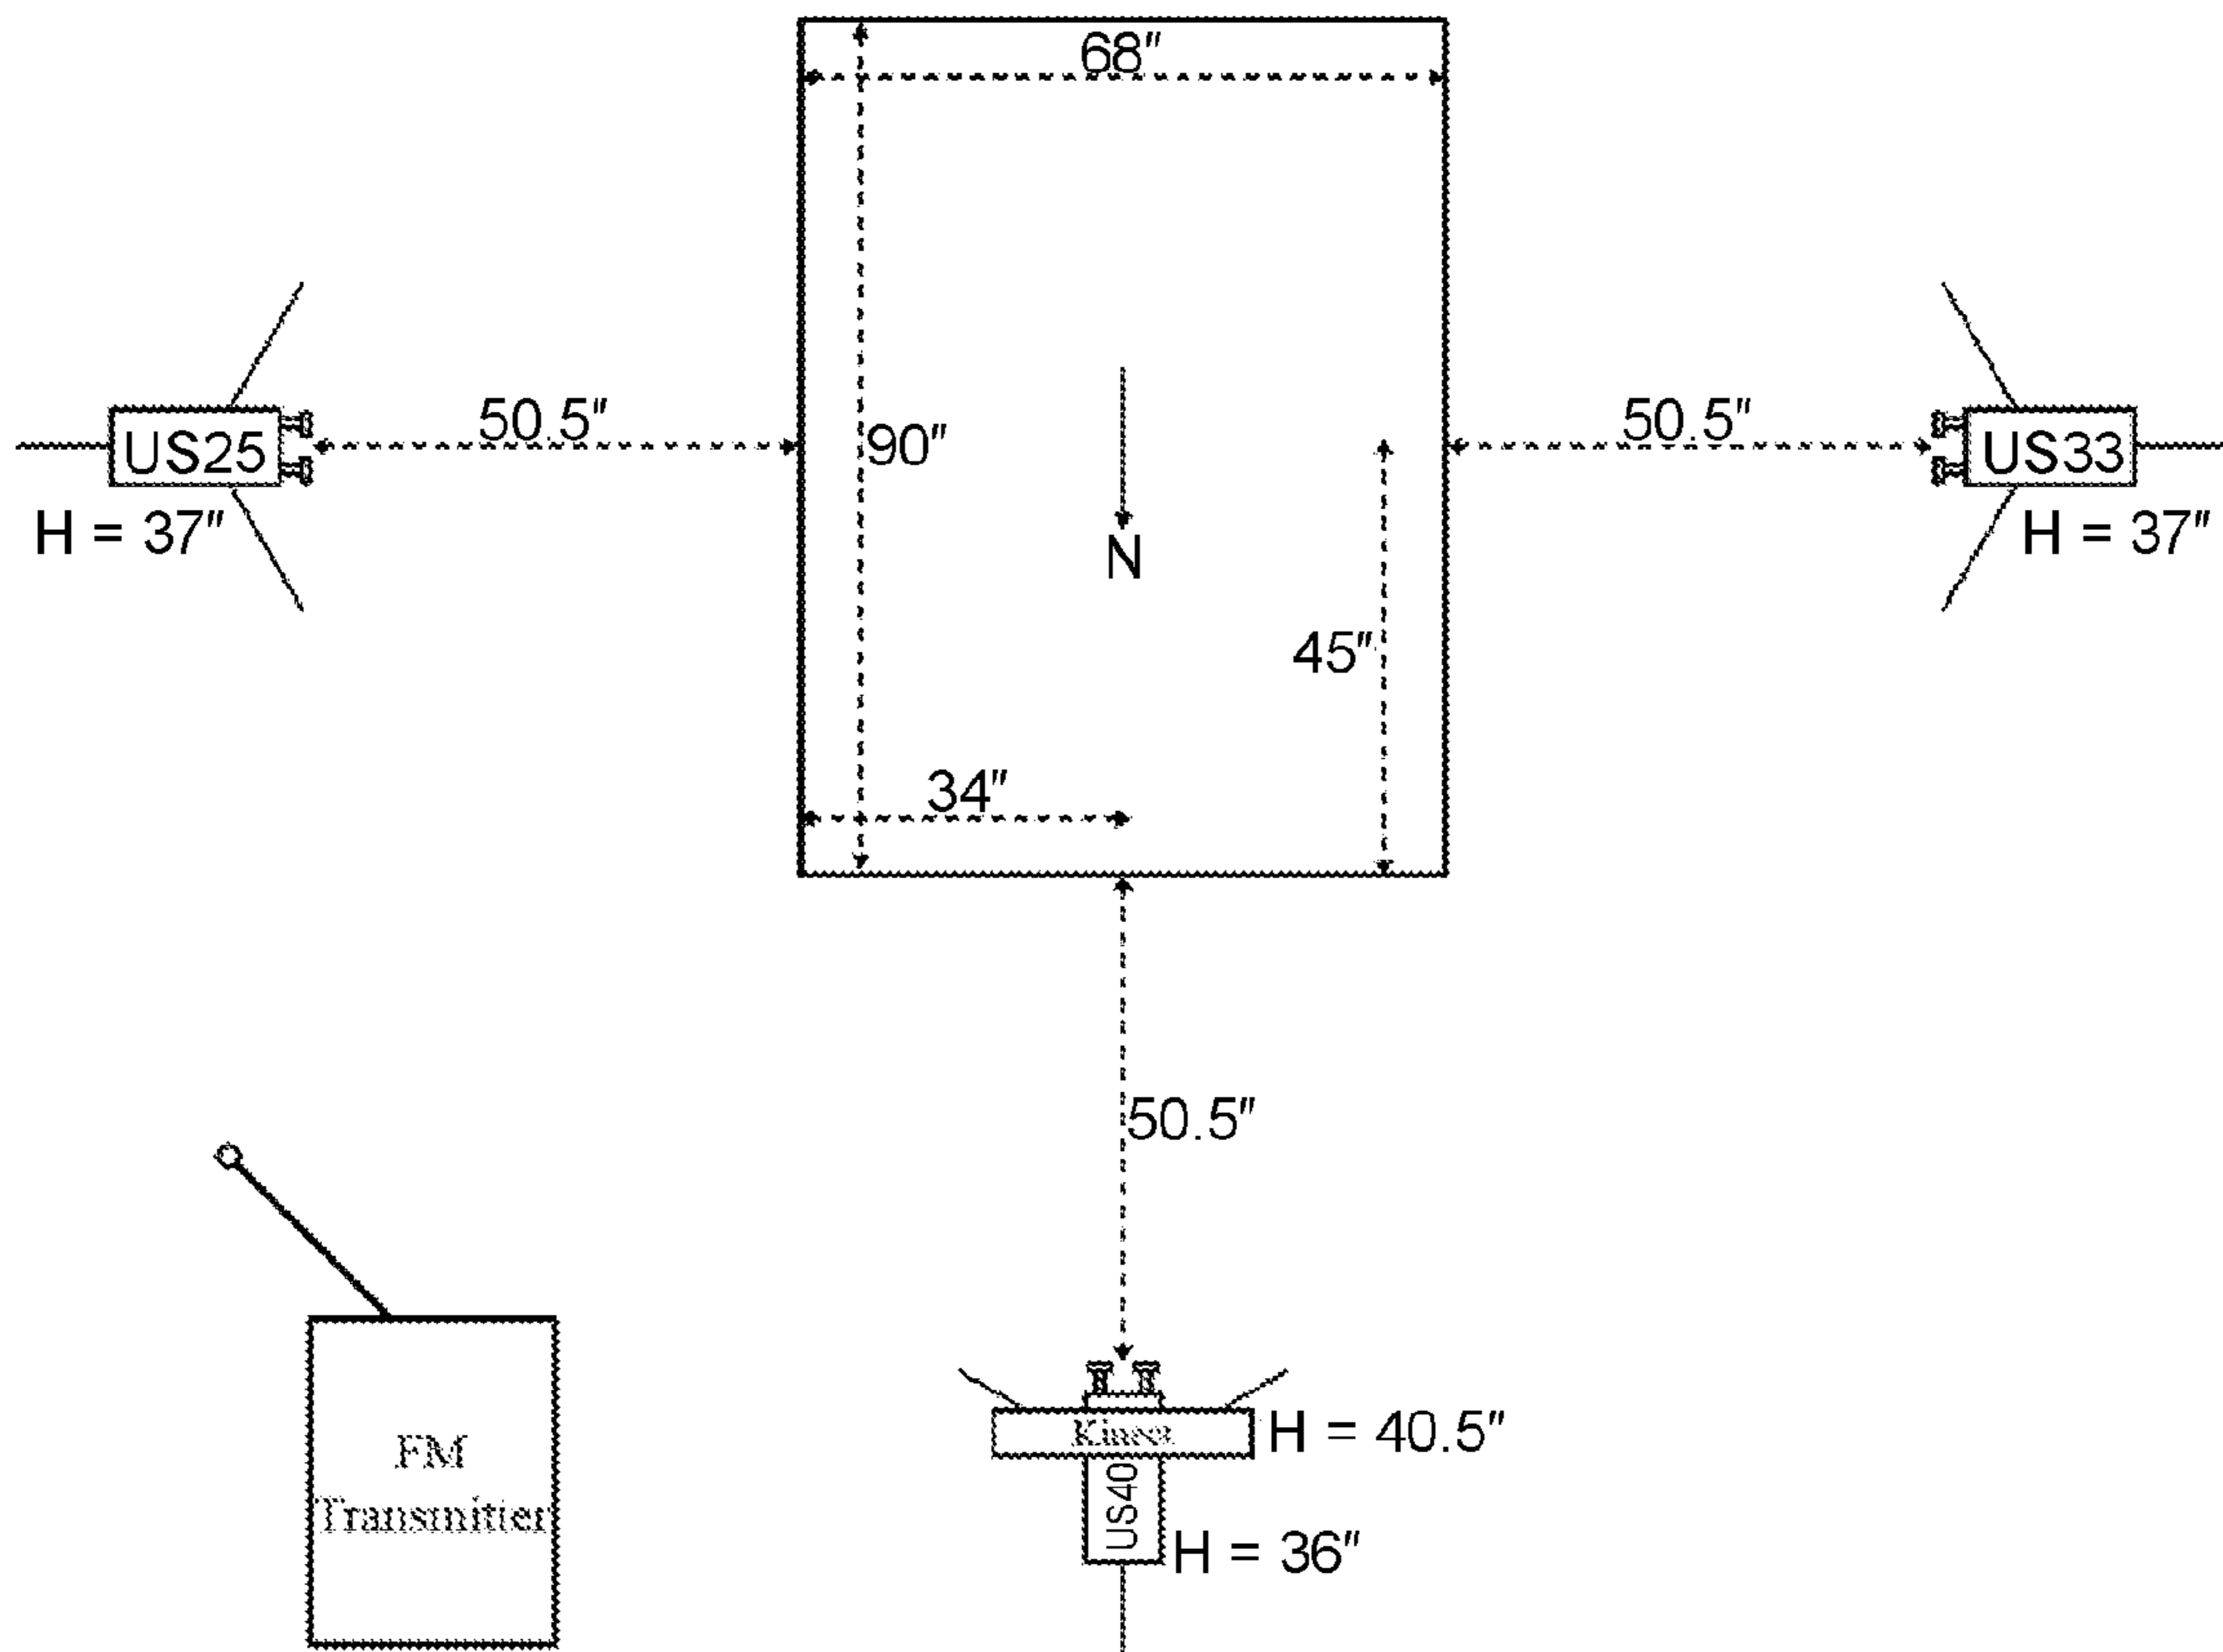 68"
50.5"
90"
50.5"
US25
US33
H = 37"
N
H = 37"
45"
34"
50.5"
Kinect
H = 40.5"
FM
Transmitter
US40
H = 36"